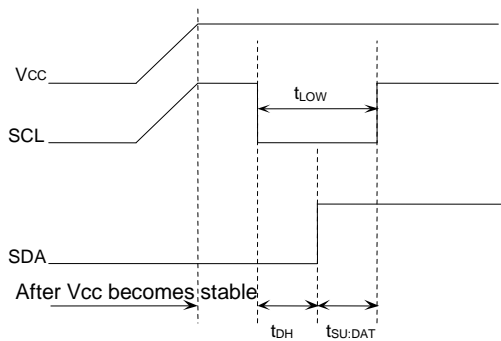 VCC
tLOW
SCL
SDA
After Vcc becomes stable
tDH
tSU:DAT